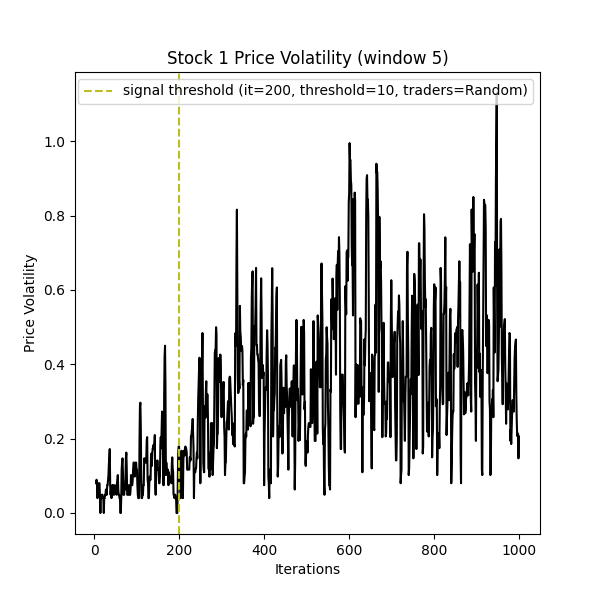 Stock 1 Price Volatility (window 5)
signal threshold (it=200, threshold=10, traders=Random)
1.0
0.8
0.6
0.4
0.2
0.0
Price Volatility
0 200 400 600 800 1000
Iterations